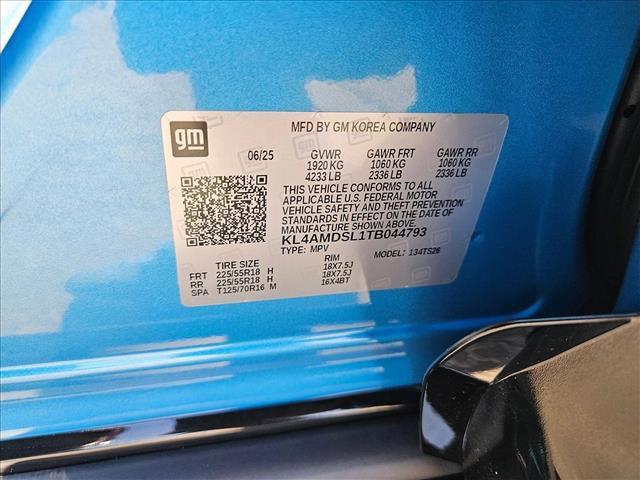 gm
MFD BY GM KOREA COMPANY
06/25 GVWR GAWR FRT GAWR RR
1920 KG 1060 KG 1060 KG
4233 LB 2336 LB 2336 LB
THIS VEHICLE CONFORMS TO ALL
APPLICABLE U.S. FEDERAL MOTOR
VEHICLE SAFETY AND THEFT PREVENTION
STANDARDS IN EFFECT ON THE DATE OF
MANUFACTURE SHOWN ABOVE.
KL4AMDSL1TB044793
TYPE: MPV MODEL: 134TS26
TIRE SIZE RIM
FRT 225/55R18 H 18X7.5J
RR 225/55R18 H 18X7.5J
SPA T125/70R16 M 16X4BT